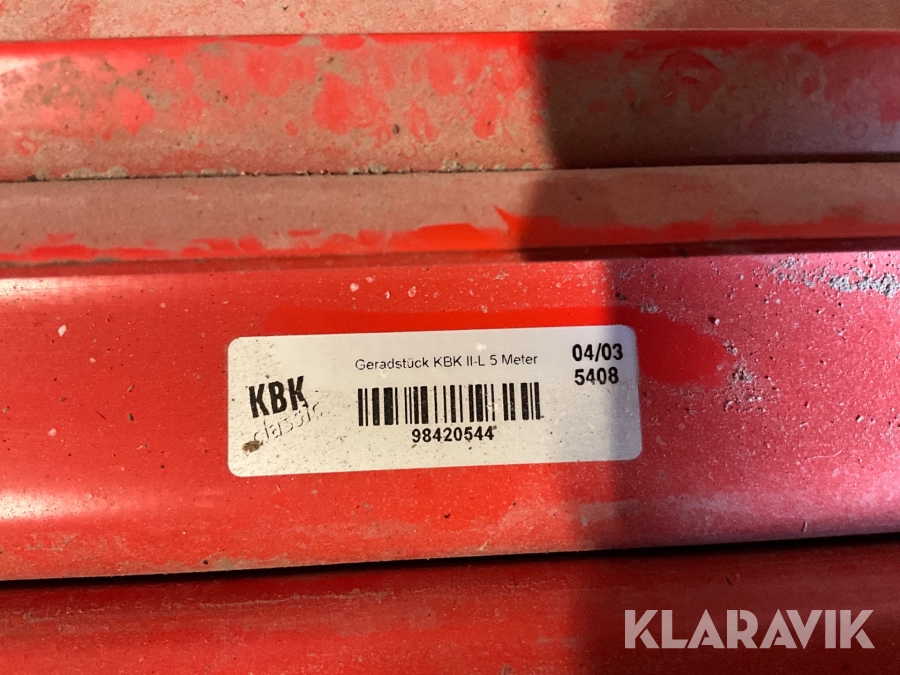 Geradstück KBK II-L 5 Meter
04/03
5408
KBK
classic
98420544
KLARAVIK